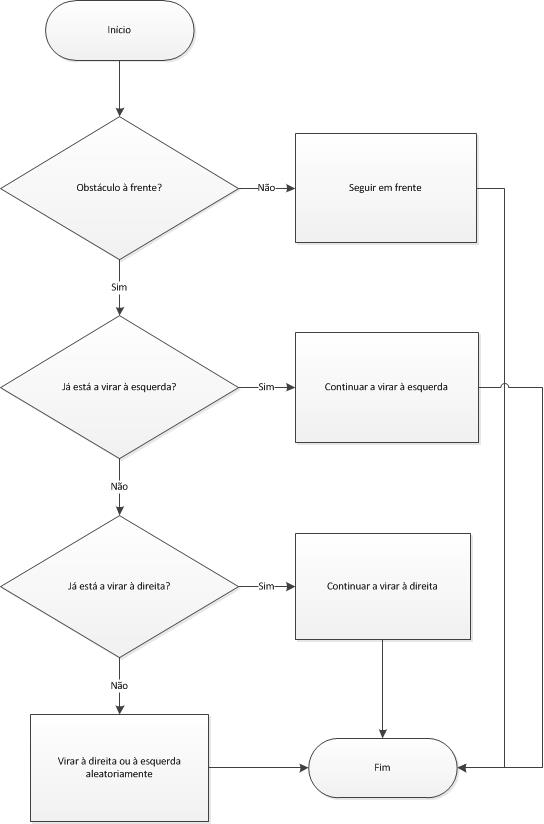 Início
Obstáculo à frente?
Não
Seguir em frente
Sim
Já está a virar à esquerda?
Sim
Continuar a virar à esquerda
Não
Já está a virar à direita?
Sim
Continuar a virar à direita
Não
Virar à direita ou à esquerda
aleatoriamente
Fim